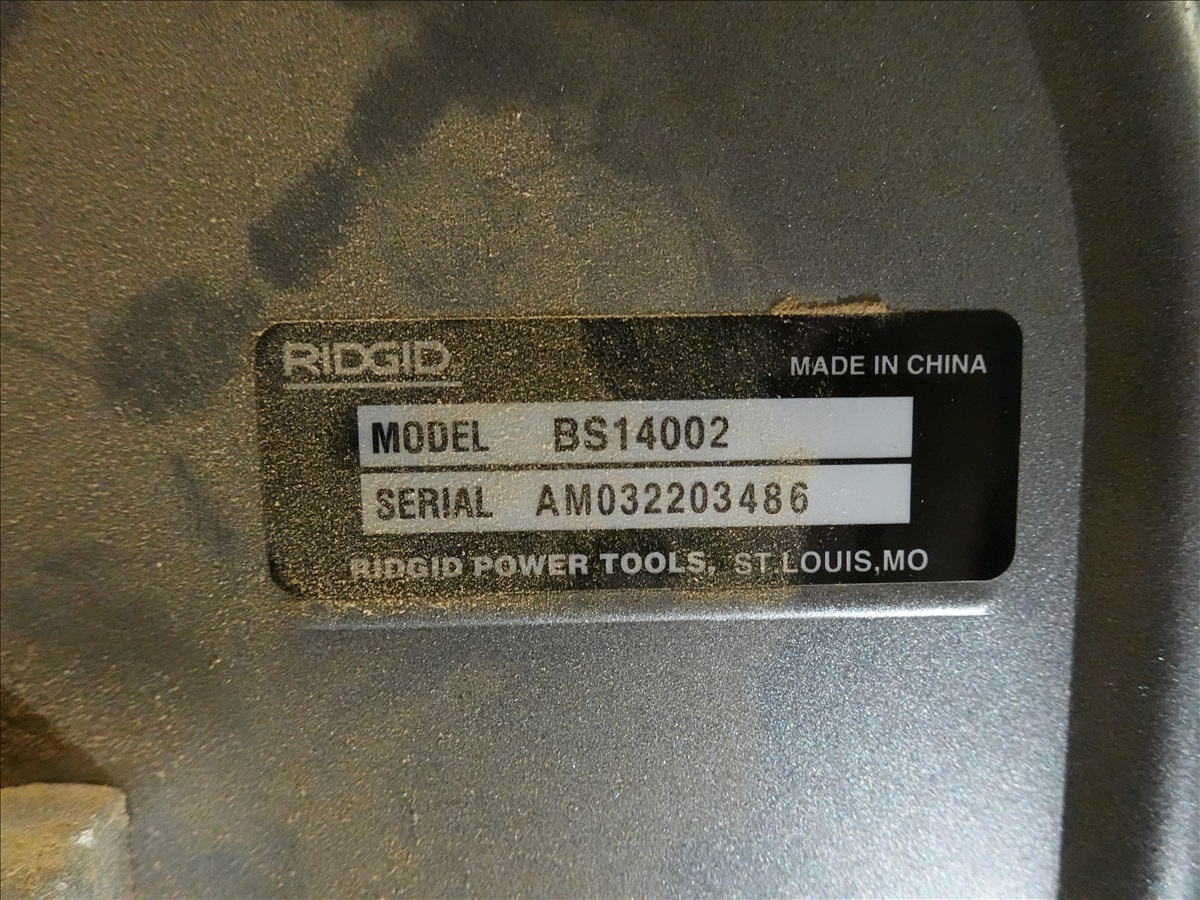 RIDGID
MADE IN CHINA
MODEL BS14002
SERIAL AM032203486
RIDGID POWER TOOLS, ST. LOUIS, MO